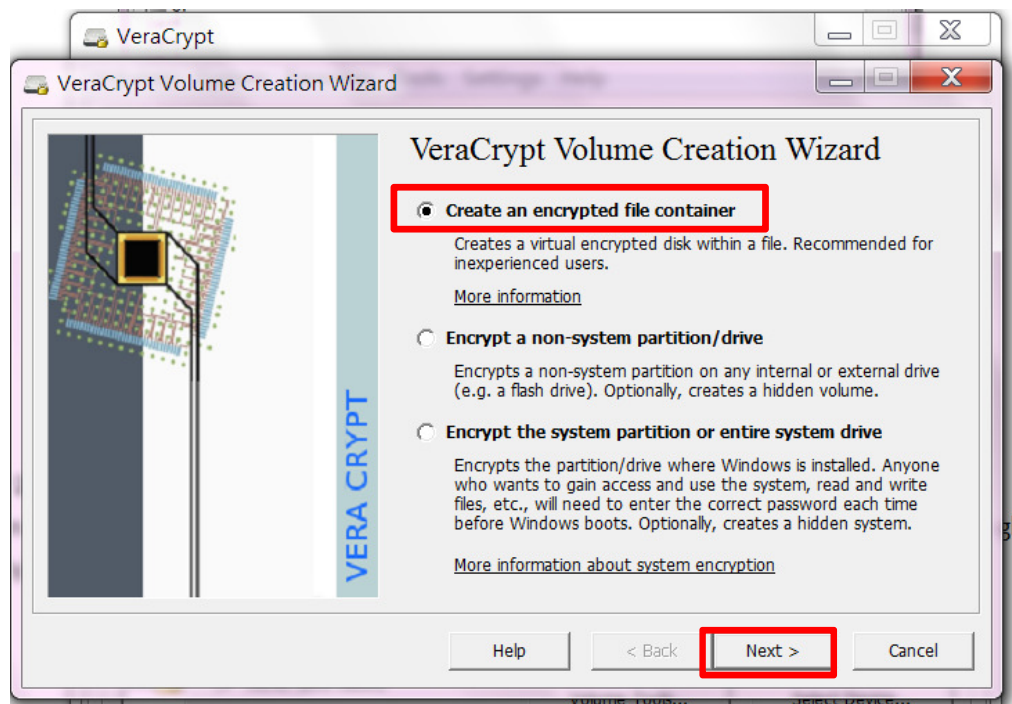 VeraCrypt
VeraCrypt Volume Creation Wizard
VeraCrypt Volume Creation Wizard
Create an encrypted file container
Creates a virtual encrypted disk within a file. Recommended for
inexperienced users.
More information
Encrypt a non-system partition/drive
Encrypts a non-system partition on any internal or external drive
(e.g. a flash drive). Optionally, creates a hidden volume.
Encrypt the system partition or entire system drive
Encrypts the partition/drive where Windows is installed. Anyone
who wants to gain access and use the system, read and write
files, etc., will need to enter the correct password each time
before Windows boots. Optionally, creates a hidden system.
More information about system encryption
VERA CRYPT
Help
< Back
Next >
Cancel